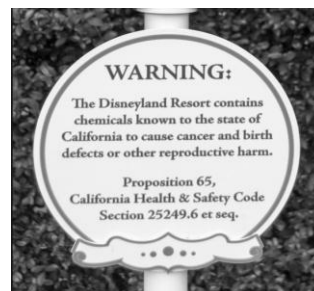 WARNING:
The Disneyland Resort contains
chemicals known to the state of
California to cause cancer and birth
defects or other reproductive harm.
Proposition 65,
California Health & Safety Code
Section 25249.6 et seq.